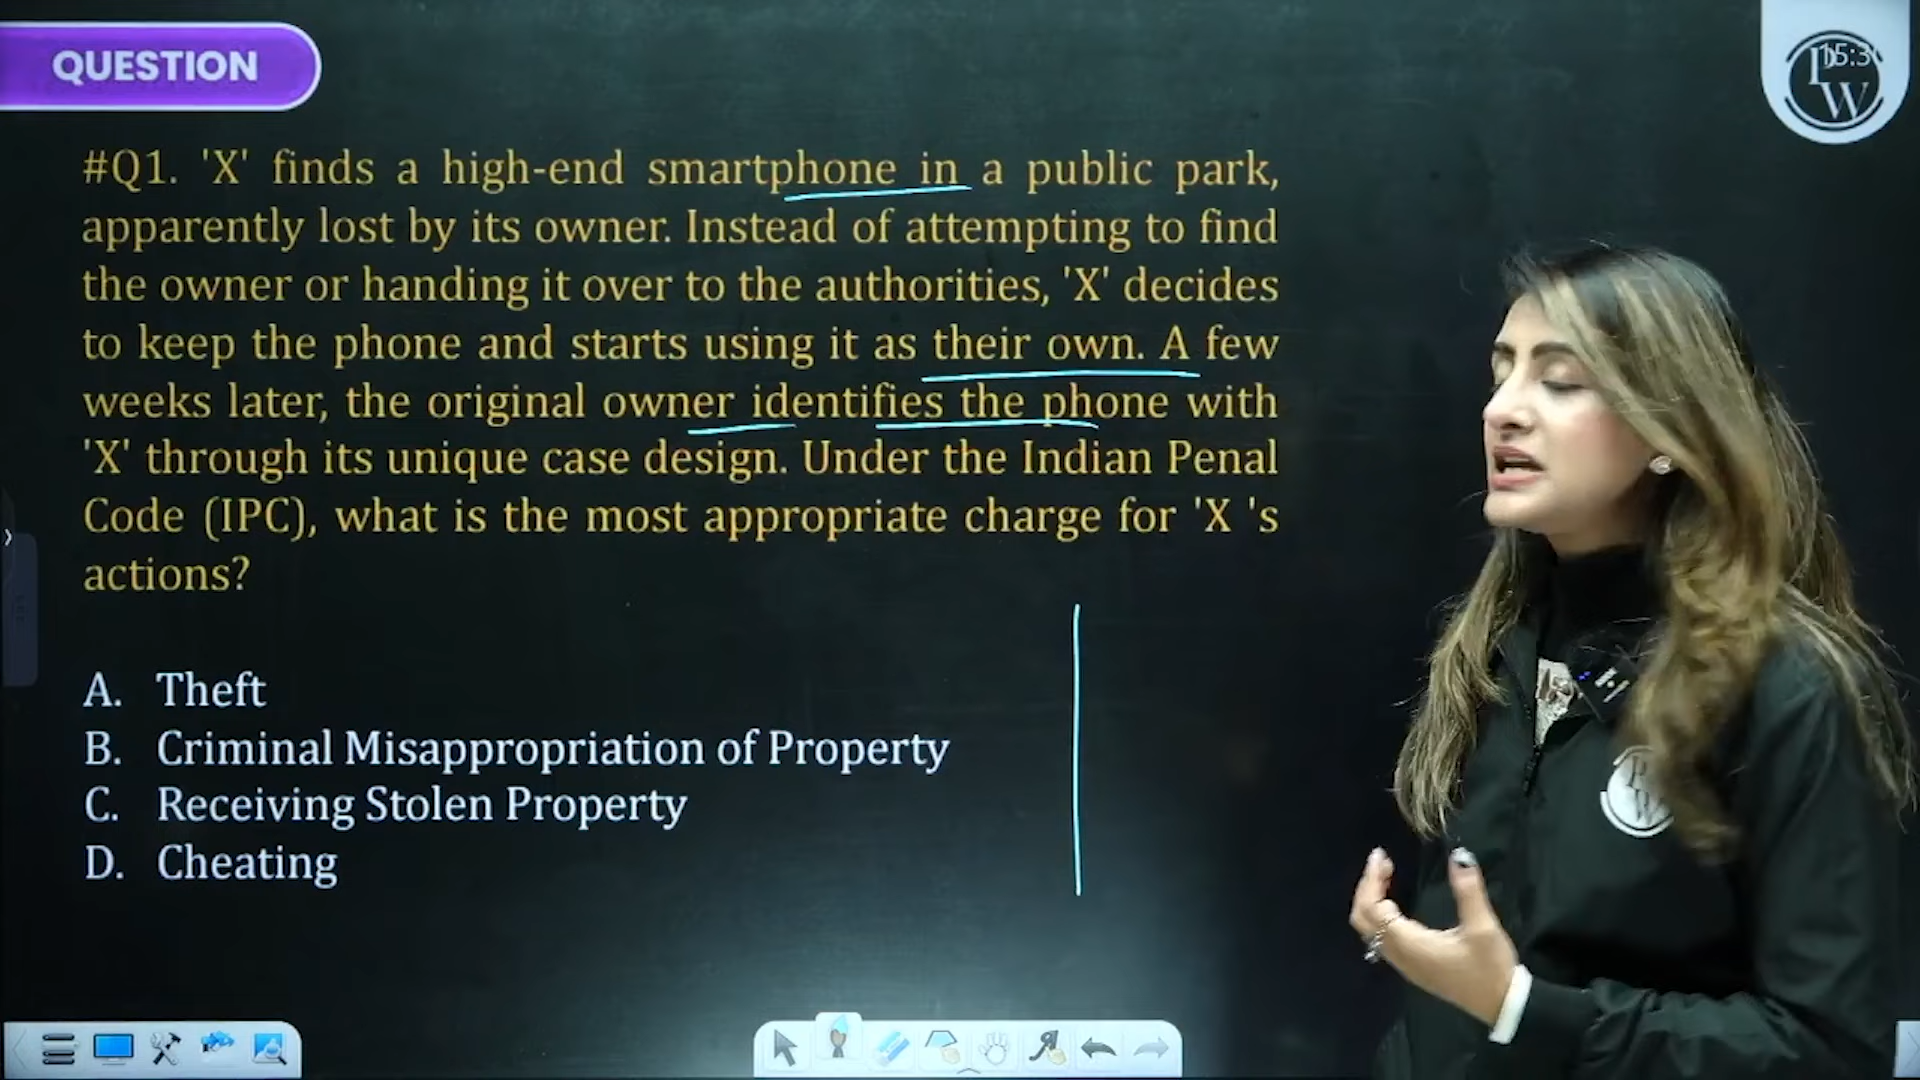 QUESTION
15:3
PW
#Q1. 'X' finds a high-end smartphone in a public park,
apparently lost by its owner. Instead of attempting to find
the owner or handing it over to the authorities, 'X' decides
to keep the phone and starts using it as their own. A few
weeks later, the original owner identifies the phone with
'X' through its unique case design. Under the Indian Penal
Code (IPC), what is the most appropriate charge for 'X 's
actions?
A. Theft
B. Criminal Misappropriation of Property
C. Receiving Stolen Property
D. Cheating
PW